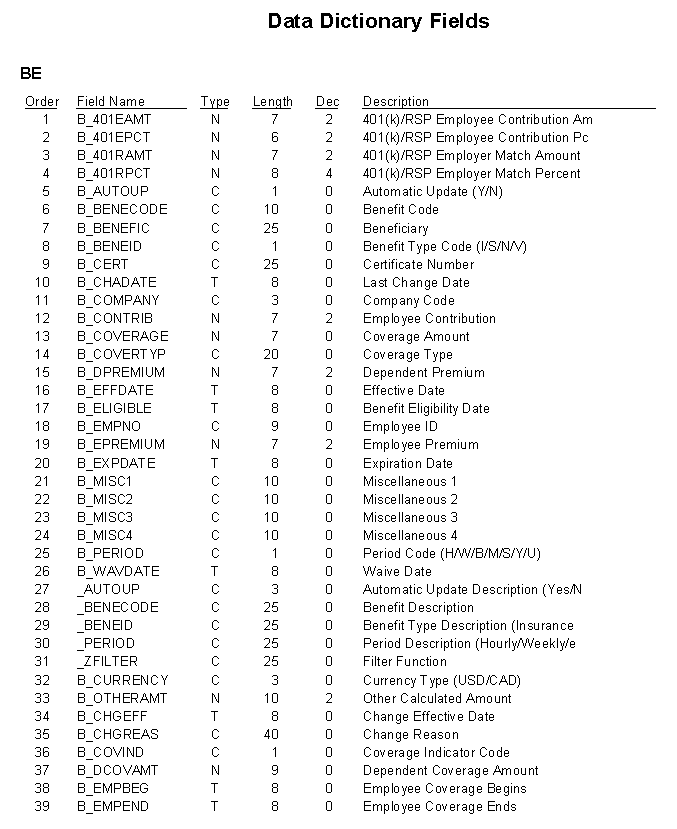 Data Dictionary Fields
BE
Order Field Name Type Length Dec Description
1 B_401EAMT N 7 2 401(k)/RSP Employee Contribution Am
2 B_401EPCT N 6 2 401(k)/RSP Employee Contribution Pc
3 B_401RAMT N 7 2 401(k)/RSP Employer Match Amount
4 B_401RPCT N 8 4 401(k)/RSP Employer Match Percent
5 B_AUTOUP C 1 0 Automatic Update (Y/N)
6 B_BENECODE C 10 0 Benefit Code
7 B_BENEFIC C 25 0 Beneficiary
8 B_BENEID C 1 0 Benefit Type Code (I/S/N/V)
9 B_CERT C 25 0 Certificate Number
10 B_CHADATE T 8 0 Last Change Date
11 B_COMPANY C 3 0 Company Code
12 B_CONTRIB N 7 2 Employee Contribution
13 B_COVERAGE N 7 0 Coverage Amount
14 B_COVERTYP C 20 0 Coverage Type
15 B_DPREMIUM N 7 2 Dependent Premium
16 B_EFFDATE T 8 0 Effective Date
17 B_ELIGIBLE T 8 0 Benefit Eligibility Date
18 B_EMPNO C 9 0 Employee ID
19 B_EPREMIUM N 7 2 Employee Premium
20 B_EXPDATE T 8 0 Expiration Date
21 B_MISC1 C 10 0 Miscellaneous 1
22 B_MISC2 C 10 0 Miscellaneous 2
23 B_MISC3 C 10 0 Miscellaneous 3
24 B_MISC4 C 10 0 Miscellaneous 4
25 B_PERIOD C 1 0 Period Code (H/W/B/M/S/Y/U)
26 B_WAVDATE T 8 0 Waive Date
27 _AUTOUP C 3 0 Automatic Update Description (Yes/N
28 _BENECODE C 25 0 Benefit Description
29 _BENEID C 25 0 Benefit Type Description (Insurance
30 _PERIOD C 25 0 Period Description (Hourly/Weekly/e
31 _ZFILTER C 25 0 Filter Function
32 B_CURRENCY C 3 0 Currency Type (USD/CAD)
33 B_OTHERAMT N 10 2 Other Calculated Amount
34 B_CHGEFF T 8 0 Change Effective Date
35 B_CHGREAS C 40 0 Change Reason
36 B_COVIND C 1 0 Coverage Indicator Code
37 B_DCOVAMT N 9 0 Dependent Coverage Amount
38 B_EMPBEG T 8 0 Employee Coverage Begins
39 B_EMPEND T 8 0 Employee Coverage Ends